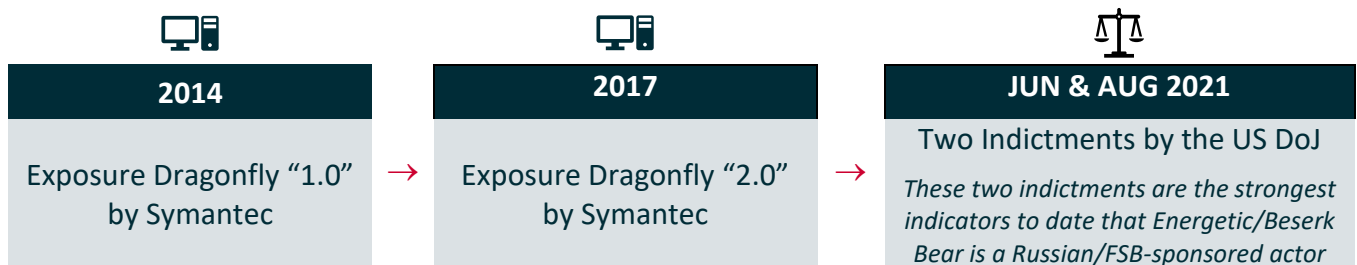 2014
Exposure Dragonfly “1.0”
by Symantec
→
2017
Exposure Dragonfly “2.0”
by Symantec
→
JUN & AUG 2021
Two Indictments by the US DoJ
These two indictments are the strongest
indicators to date that Energetic/Beserk
Bear is a Russian/FSB-sponsored actor